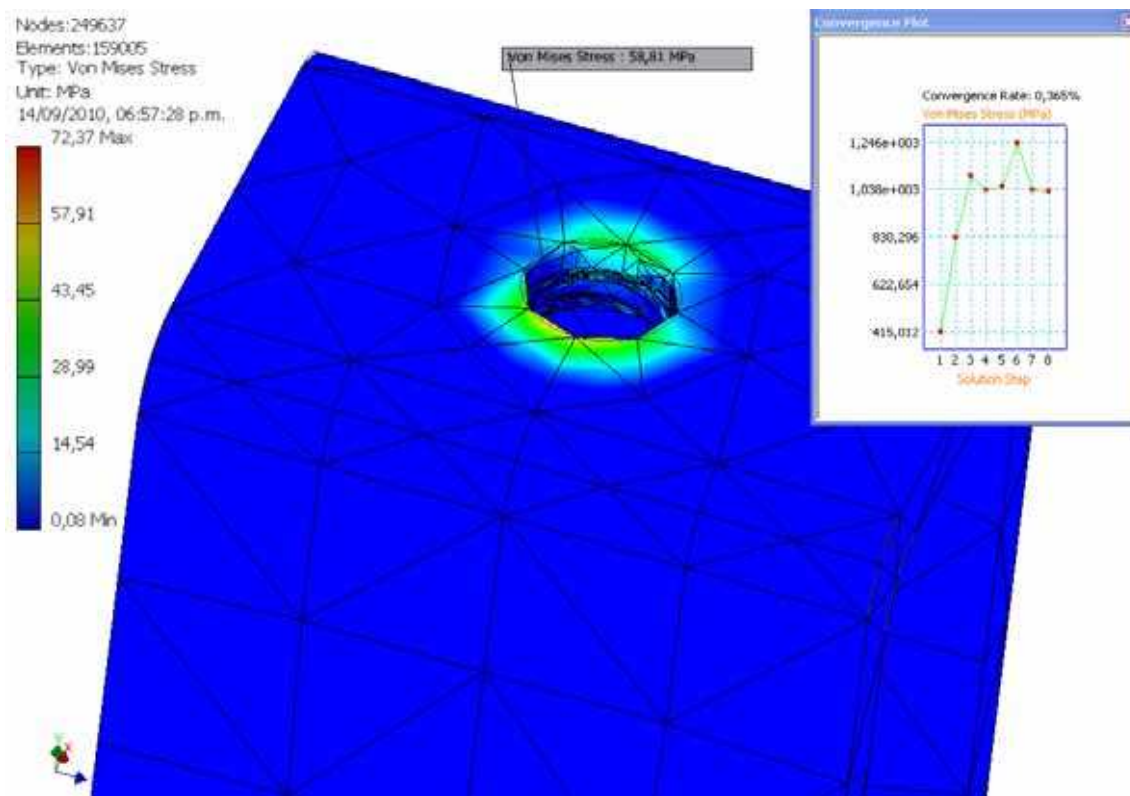 Nodes:249637
Elements:159005
Type: Von Mises Stress
Unit: MPa
14/09/2010, 06:57:28 p.m.
72,37 Max
57,91
43,45
28,99
14,54
0,08 Min
Von Mises Stress : 58,81 MPa
Convergence Plot
Convergence Rate: 0,365%
Von Mises Stress (MPa)
1,246e+003
1,038e+003
830,296
622,654
415,012
1 2 3 4 5 6 7 8
Solution Step
Y X